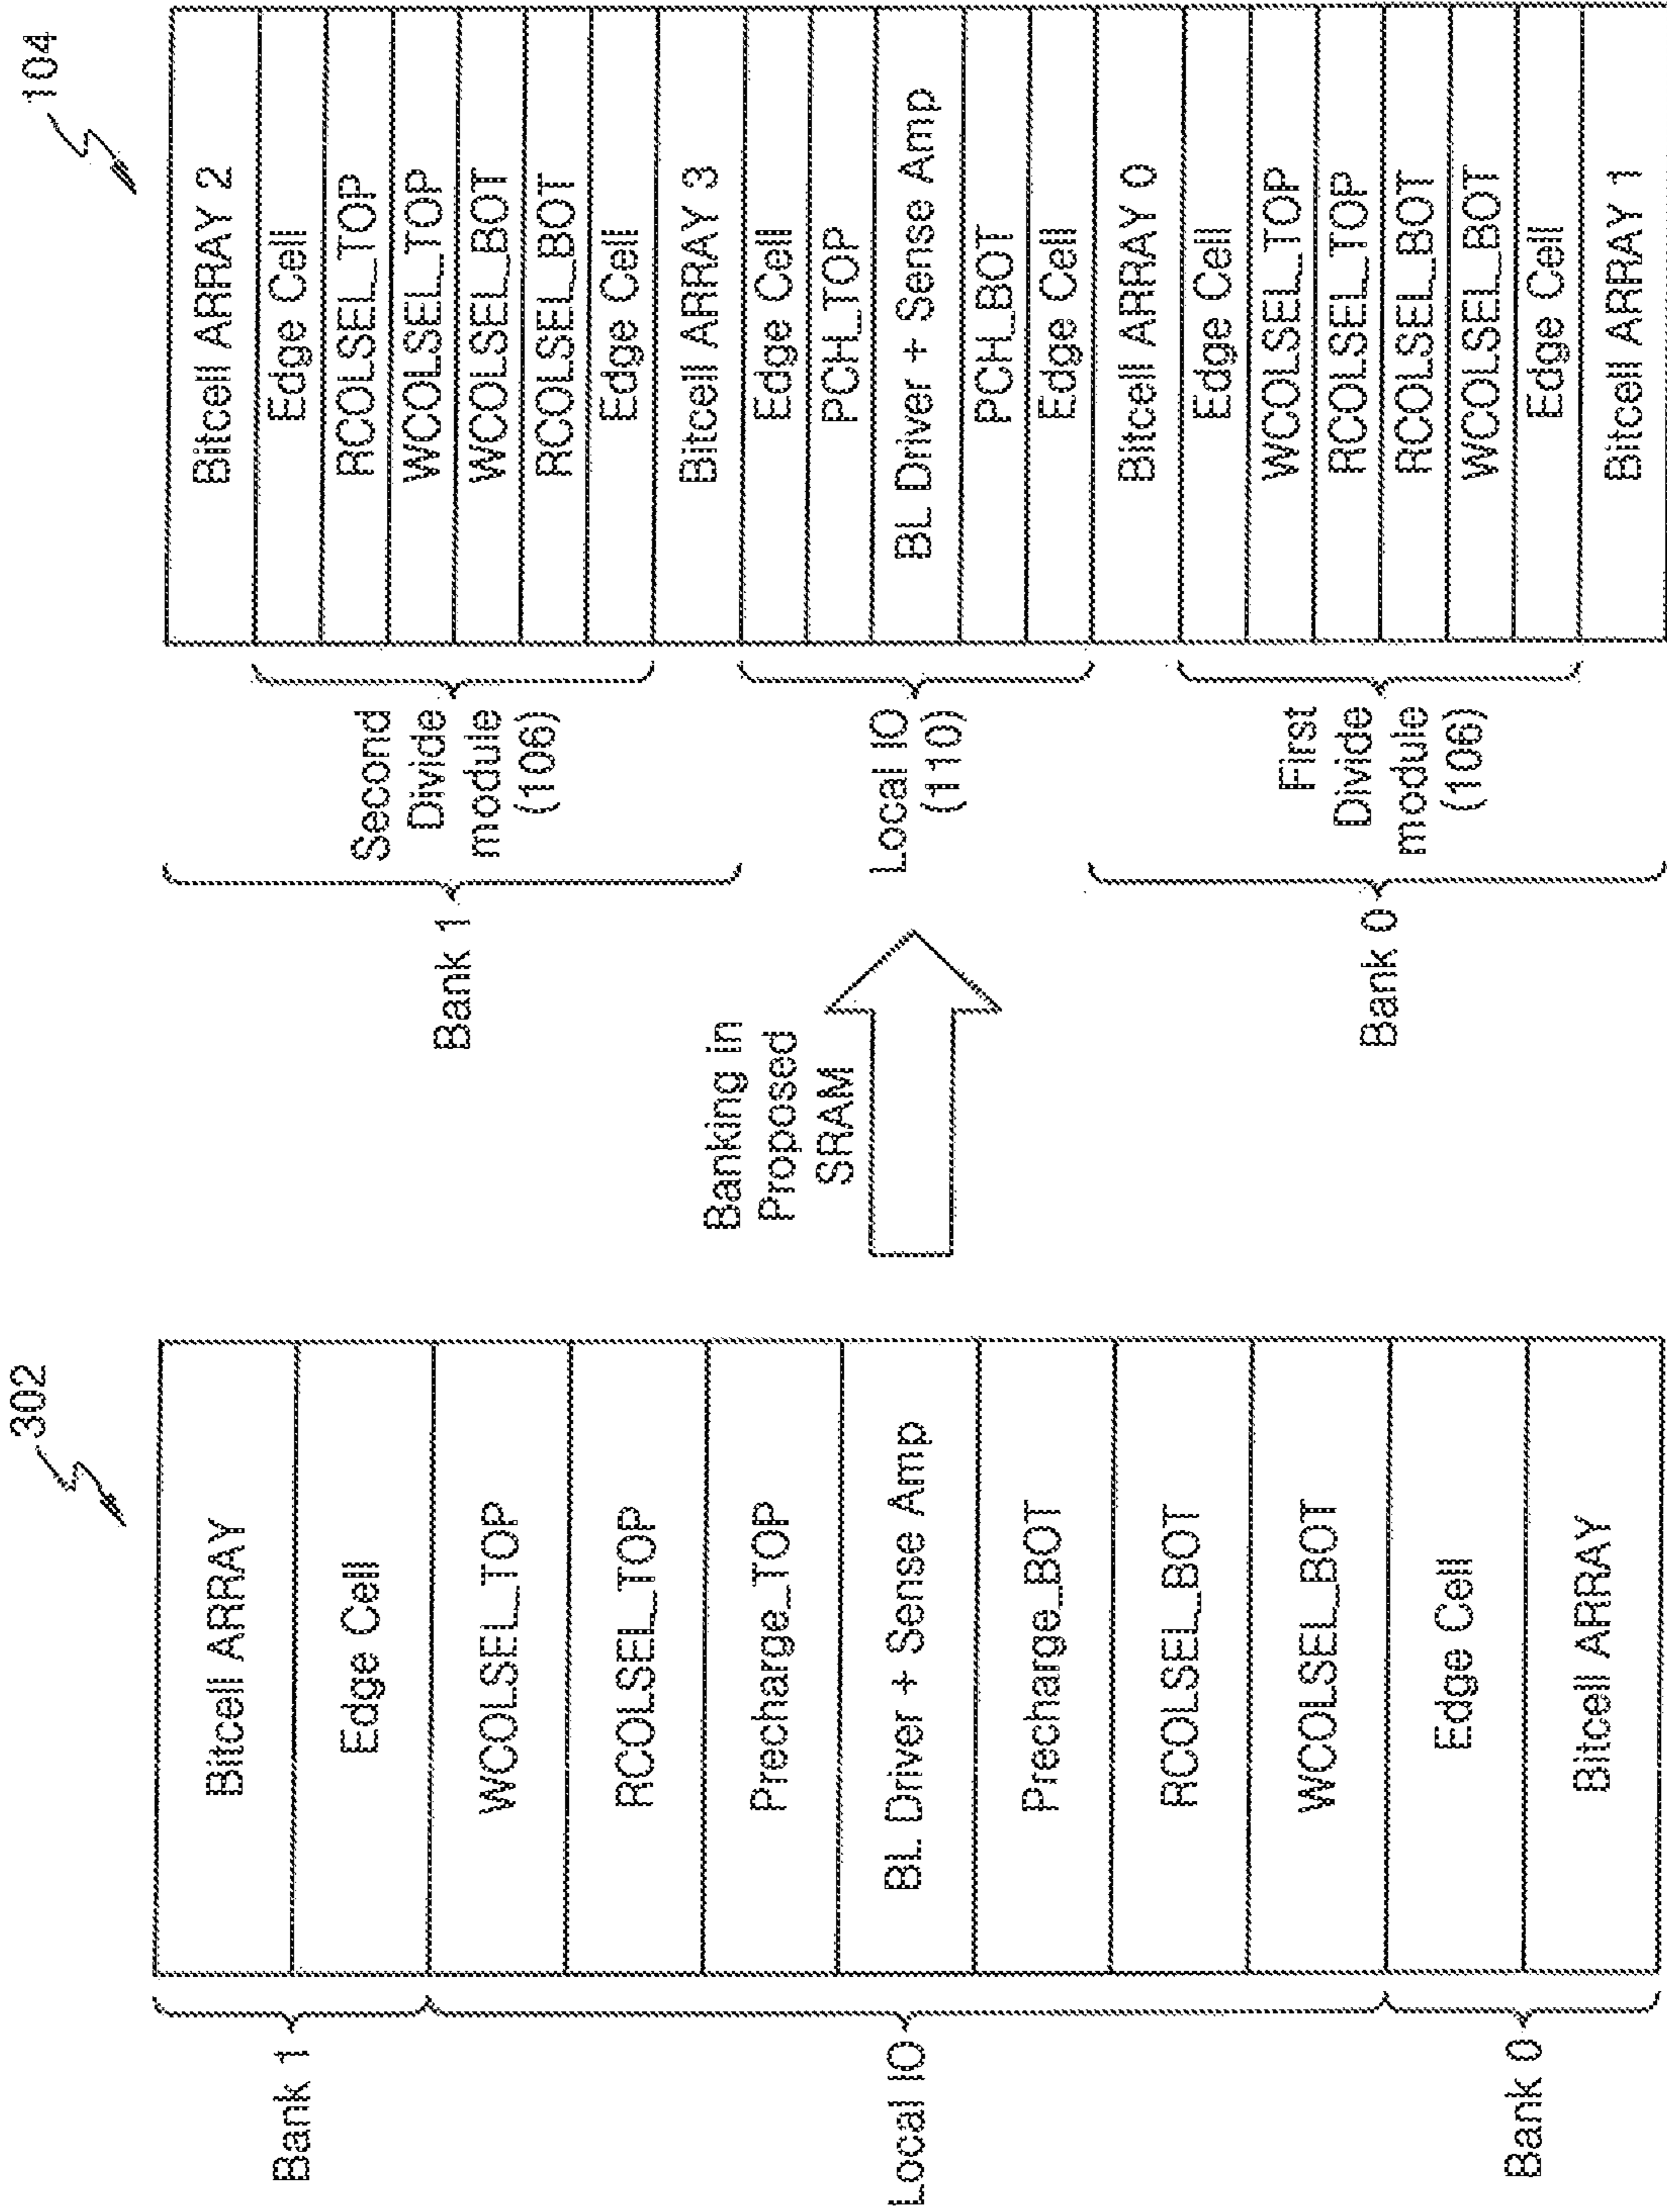 302
Bank 1
Local IO
Bank 0
Bitcell ARRAY
Edge Cell
WCOLSEL_TOP
RCOLSEL_TOP
Precharge_TOP
BL Driver + Sense Amp
Precharge_BOT
RCOLSEL_BOT
WCOLSEL_BOT
Edge Cell
Bitcell ARRAY
Banking in
Proposed
SRAM
104
Bank 1
Second
Divide
module
(106)
Local IO
(110)
Bank 0
First
Divide
module
(106)
Bitcell ARRAY 2
Edge Cell
RCOLSEL_TOP
WCOLSEL_TOP
WCOLSEL_BOT
RCOLSEL_BOT
Edge Cell
Bitcell ARRAY 3
Edge Cell
PCH_TOP
BL Driver + Sense Amp
PCH_BOT
Edge Cell
Bitcell ARRAY 0
Edge Cell
WCOLSEL_TOP
RCOLSEL_TOP
RCOLSEL_BOT
WCOLSEL_BOT
Edge Cell
Bitcell ARRAY 1